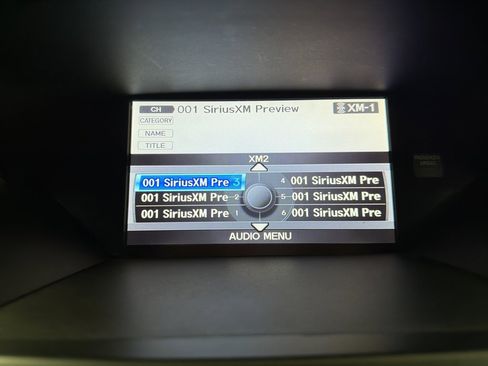 CH 001 SiriusXM Preview XM-1
CATEGORY
NAME
TITLE
XM2
001 SiriusXM Pre 3 4 001 SiriusXM Pre
001 SiriusXM Pre 2 5 001 SiriusXM Pre
001 SiriusXM Pre 1 6 001 SiriusXM Pre
AUDIO MENU